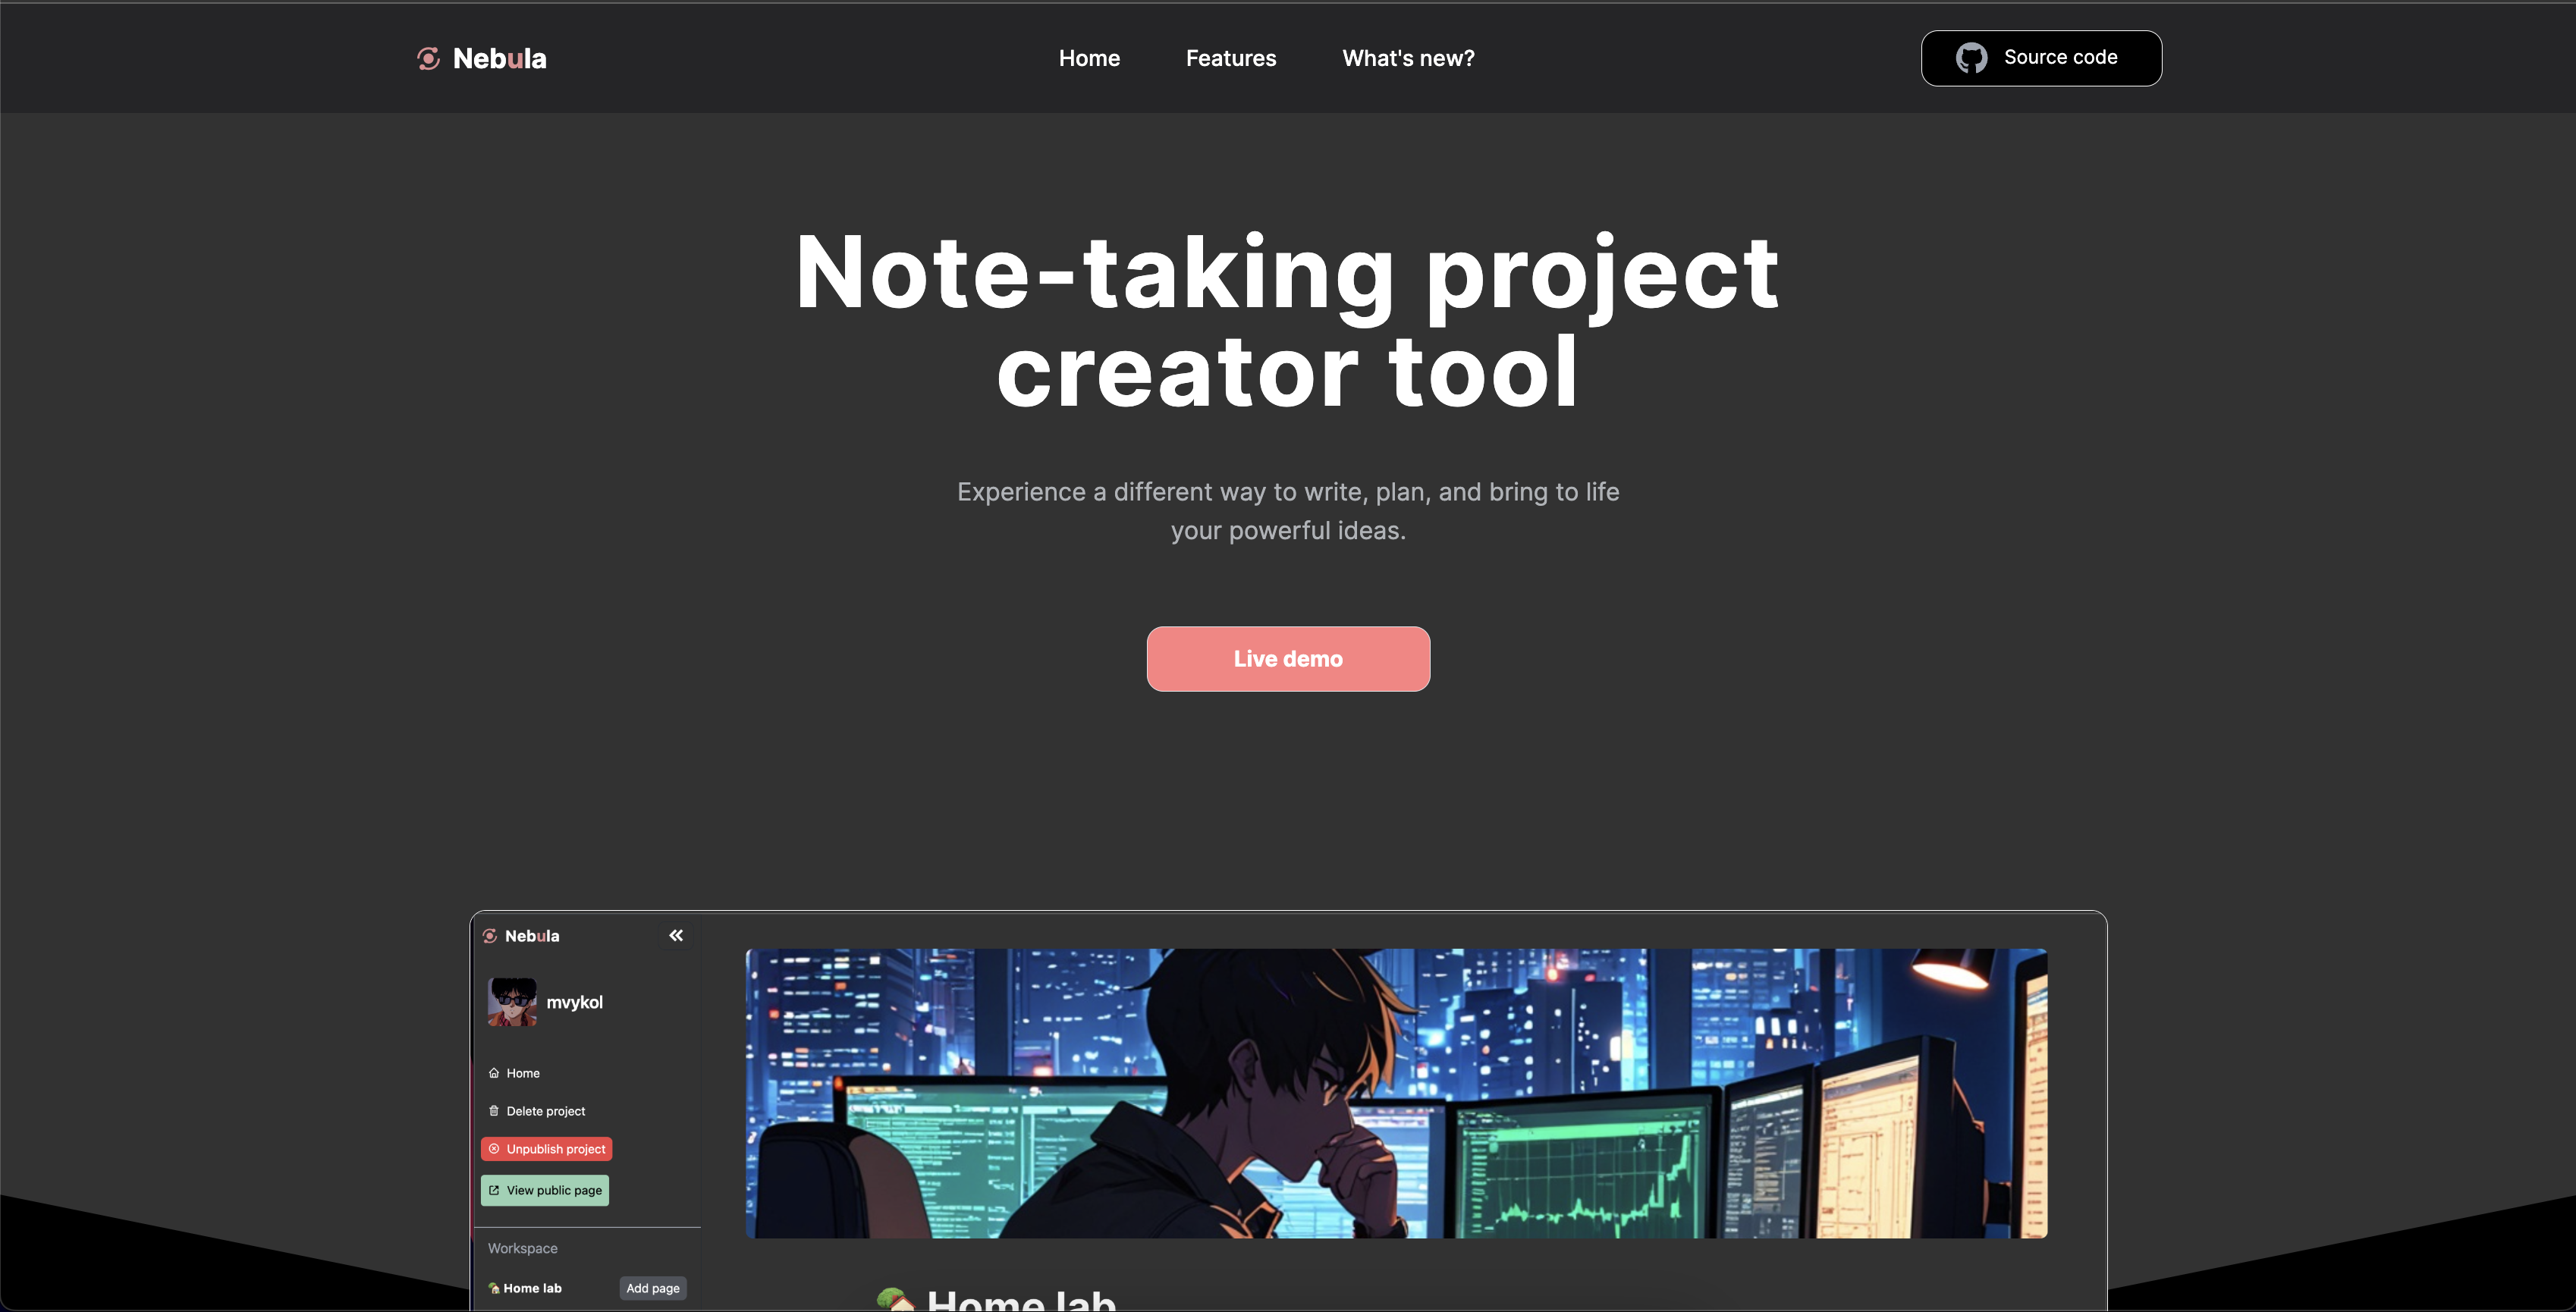 Nebula
Home
Features
What's new?
Source code
Note-taking project
creator tool
Experience a different way to write, plan, and bring to life
your powerful ideas.
Live demo
Nebula
mvykol
Home
Delete project
Unpublish project
View public page
Workspace
Home lab
Add page
Home lab